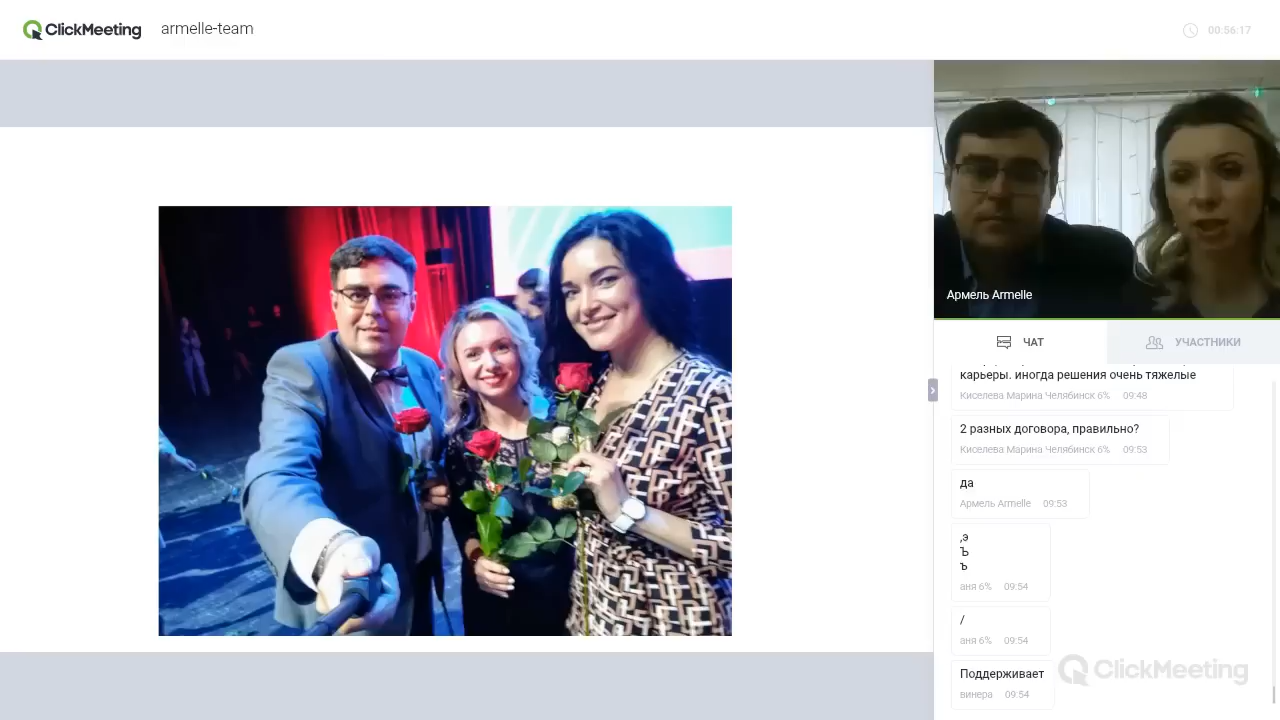 ClickMeeting
armelle-team
00:56:17
Армель Armelle
ЧАТ
УЧАСТНИКИ
карьеры. иногда решения очень тяжелые
Киселева Марина Челябинск 6% 09:48
2 разных договора, правильно?
Киселева Марина Челябинск 6% 09:53
да
Армель Armelle 09:53
,э
Ъ
ъ
аня 6% 09:54
/
аня 6% 09:54
Поддерживает
винера 09:54
ClickMeeting